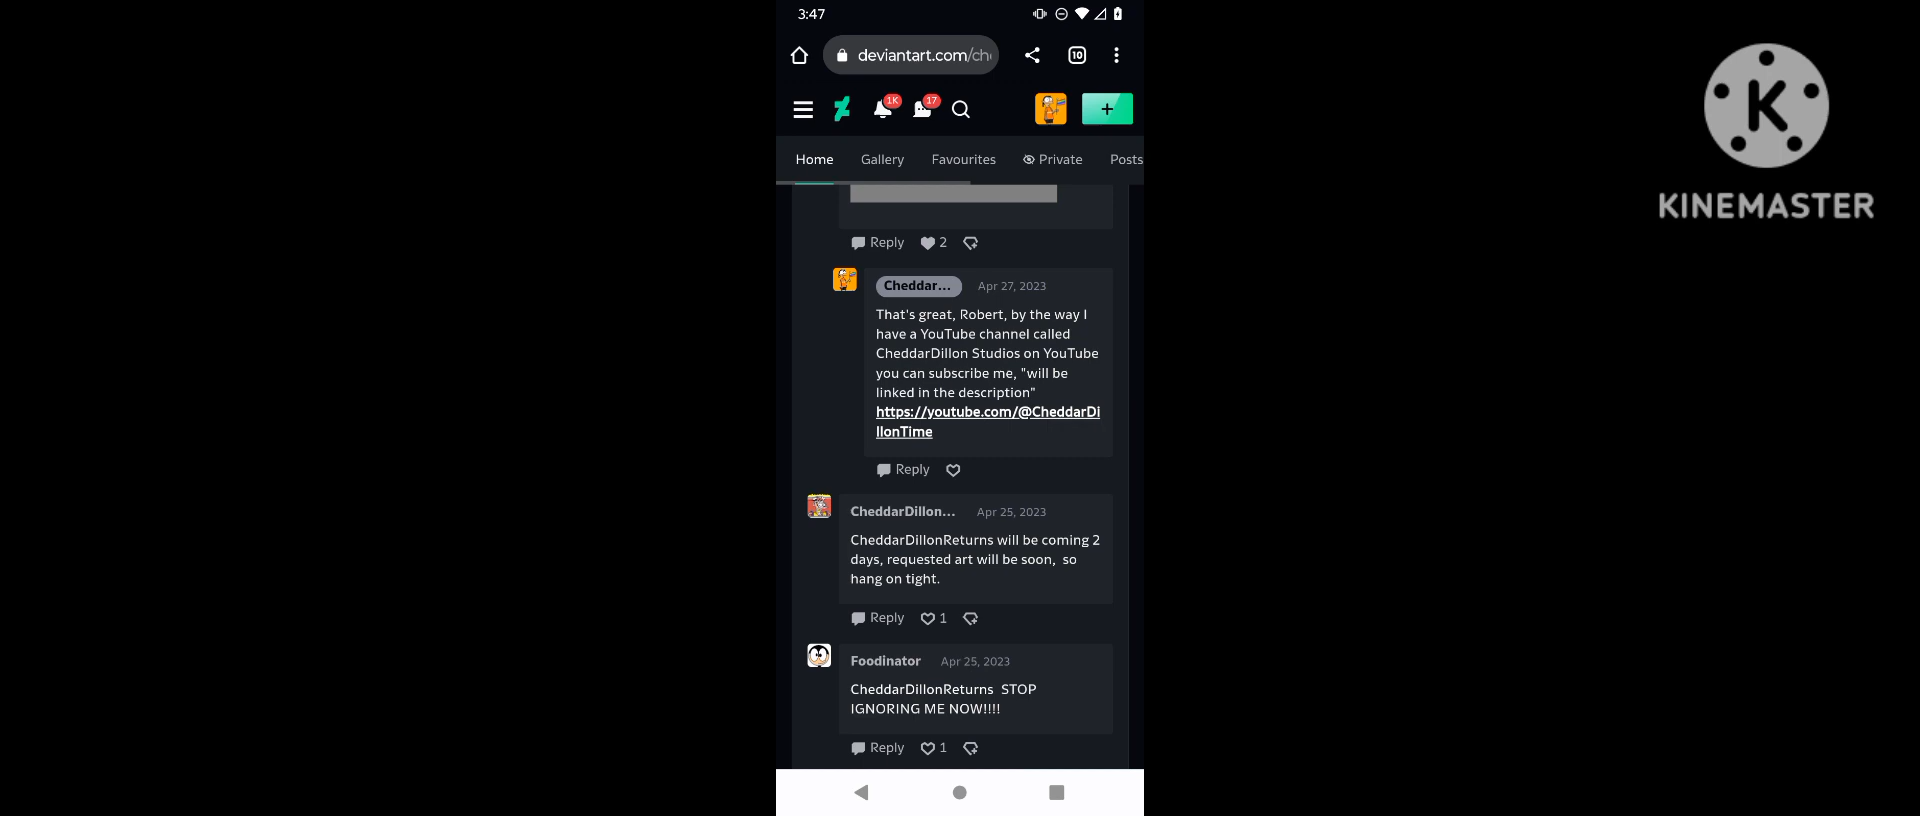 3:47
deviantart.com/ch
10
1K
17
+
Home Gallery Favourites Private Posts
Reply 2
Cheddar... Apr 27, 2023
That's great, Robert, by the way I
have a YouTube channel called
CheddarDillon Studios on YouTube
you can subscribe me, "will be
linked in the description"
https://youtube.com/@CheddarDi
llonTime
Reply
CheddarDillon... Apr 25, 2023
CheddarDillonReturns will be coming 2
days, requested art will be soon, so
hang on tight.
Reply 1
Foodinator Apr 25, 2023
CheddarDillonReturns STOP
IGNORING ME NOW!!!!
Reply 1
K
KINEMASTER